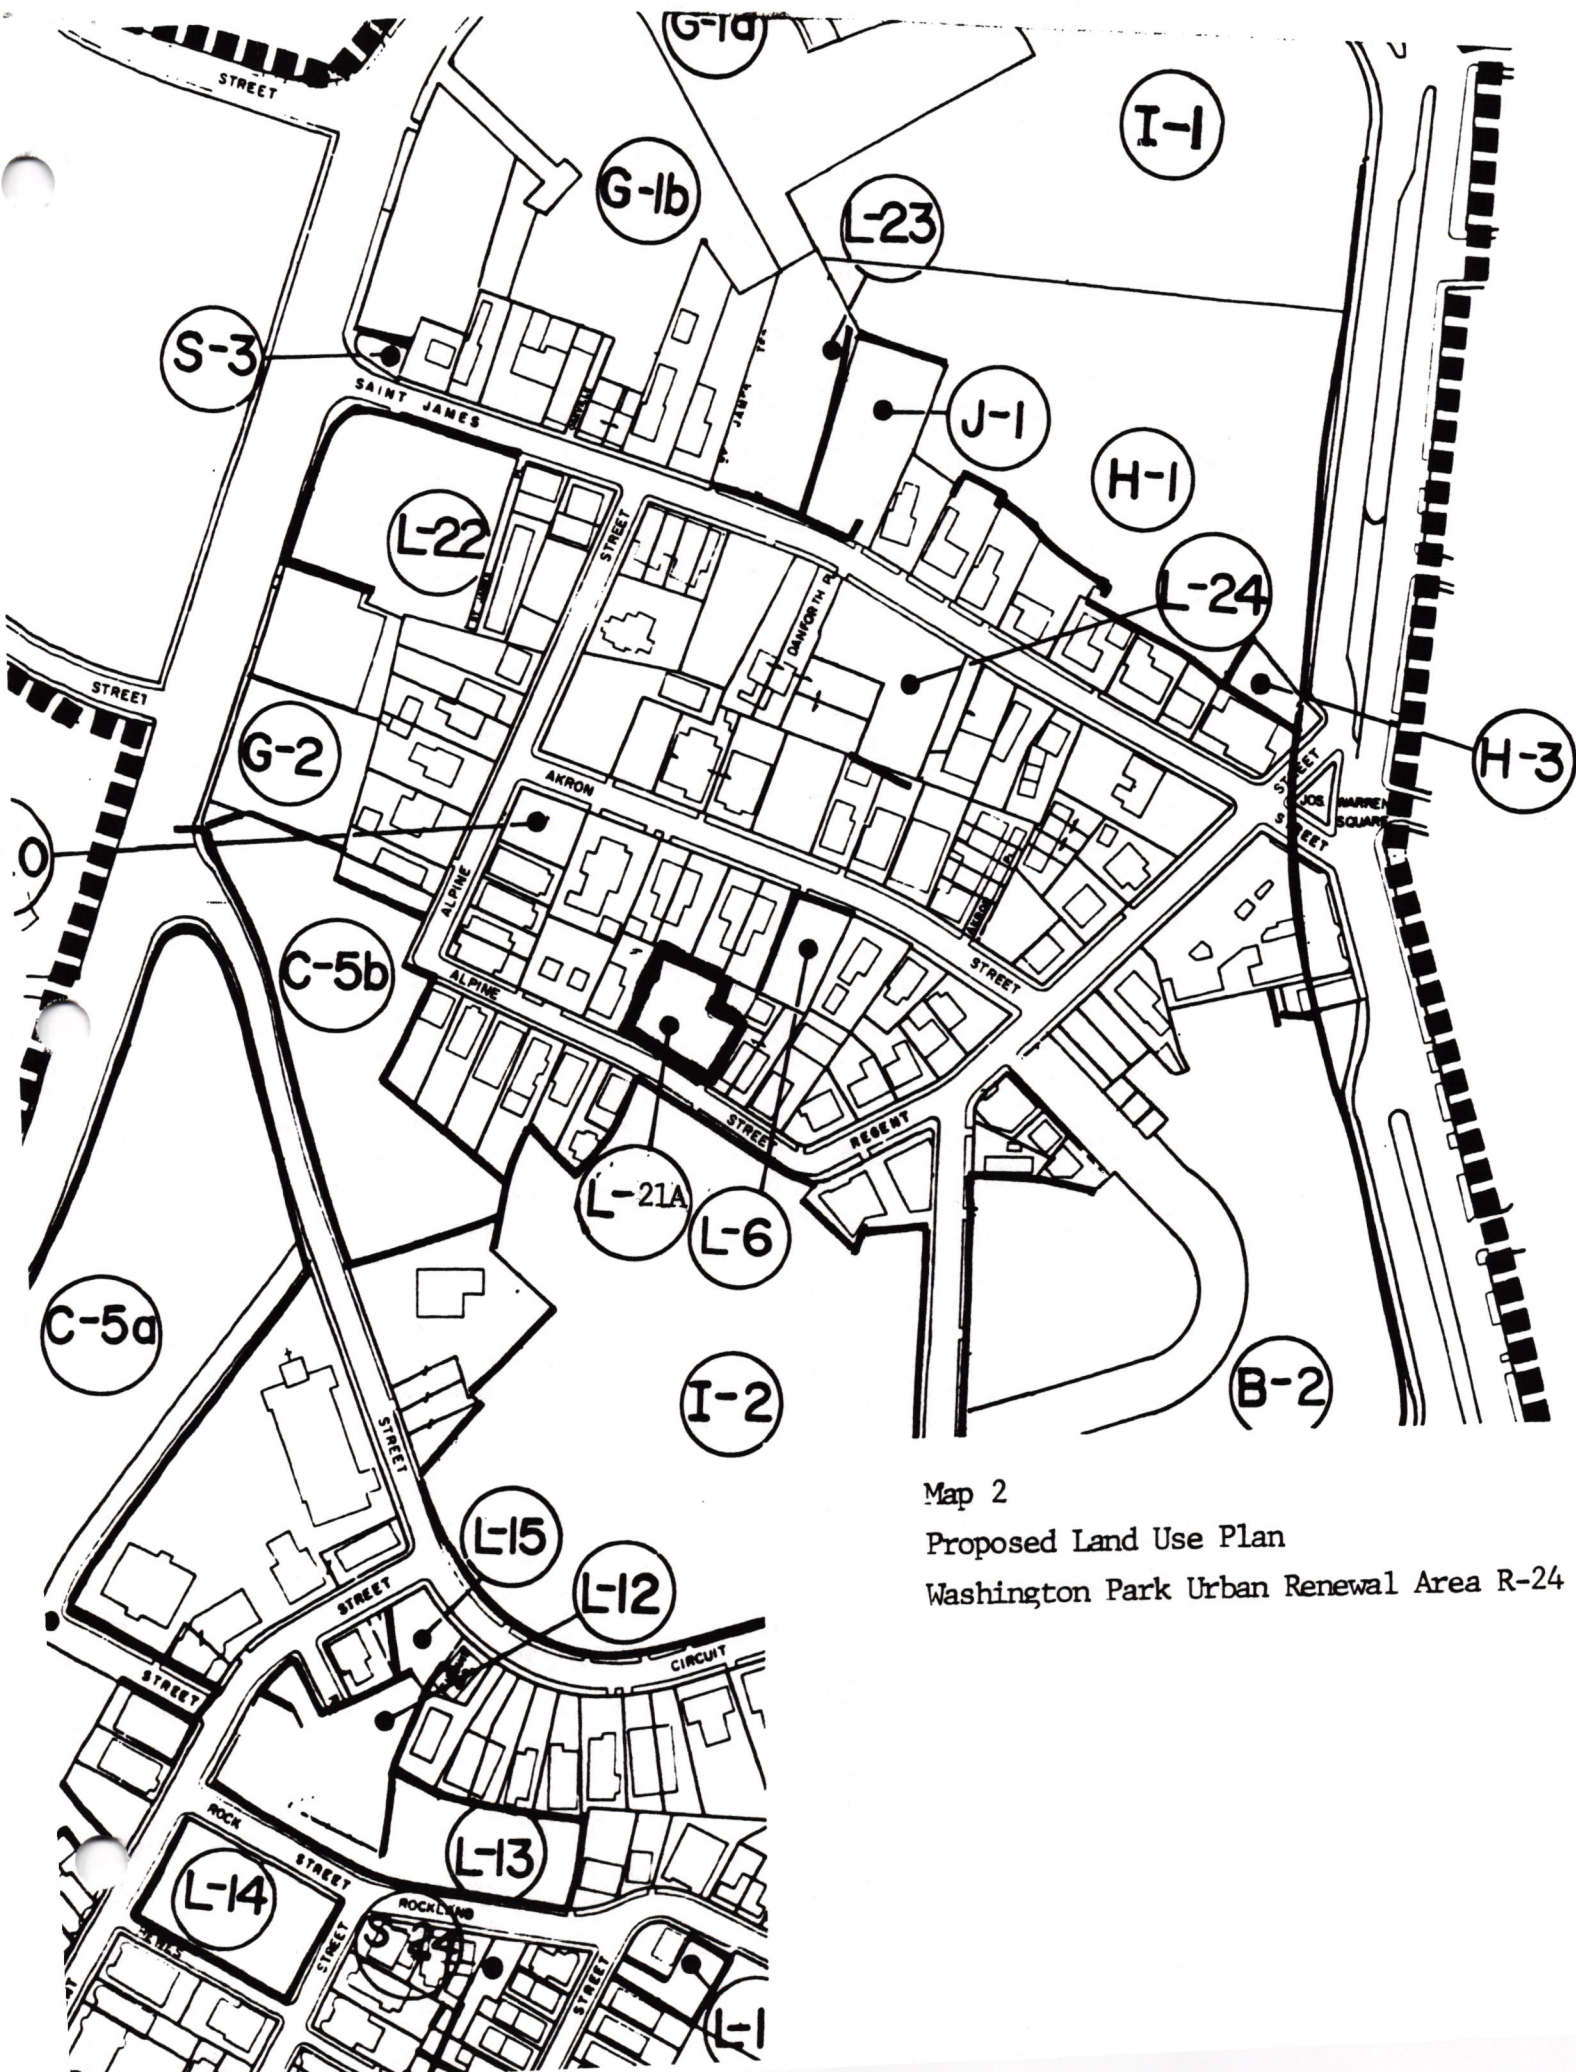 G-1a
STREET
I-1
G-1b
L-23
S-3
SAINT JAMES
J-1
H-1
L-22
STREET
L-24
DANFORTH
STREET
G-2
AKRON
H-3
STREET
JOS. WARREN
SQUARE
STREET
O
ALPINE
AKRON
C-5b
ALPINE
STREET
STREET
REGENT
L-21A
L-6
C-5a
I-2
B-2
STREET
Map 2
Proposed Land Use Plan
Washington Park Urban Renewal Area R-24
L-15
L-12
STREET
CIRCUIT
STREET
ROCK
STREET
L-13
L-14
ROCKLAND
S-24
STREET
STREET
L-1